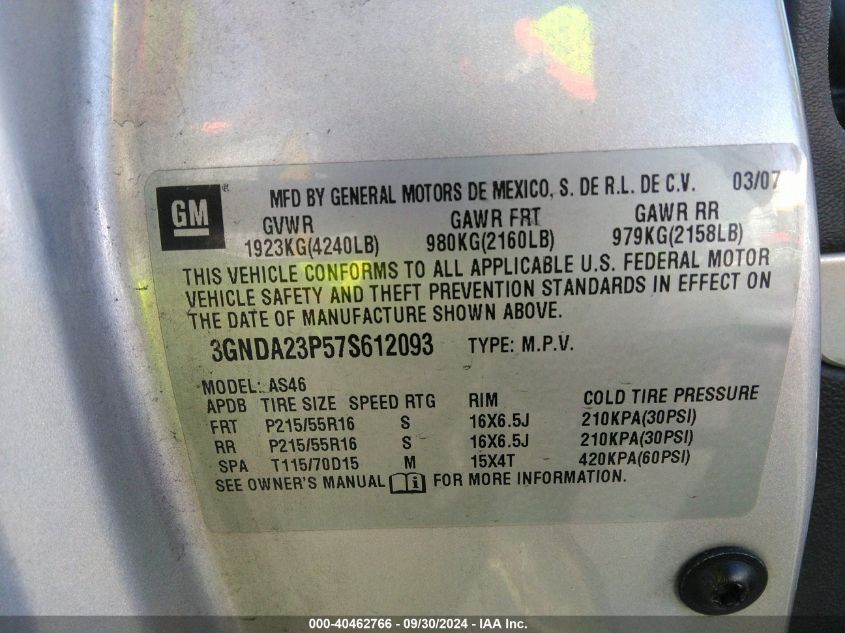 GM ® MFD BY GENERAL MOTORS DE MEXICO, S. DE R.L. DE C.V. 03/07
GVWR GAWR FRT GAWR RR
1923KG(4240LB) 980KG(2160LB) 979KG(2158LB)
THIS VEHICLE CONFORMS TO ALL APPLICABLE U.S. FEDERAL MOTOR
VEHICLE SAFETY AND THEFT PREVENTION STANDARDS IN EFFECT ON
THE DATE OF MANUFACTURE SHOWN ABOVE.
3GNDA23P57S612093 TYPE: M.P.V.
MODEL: AS46
APDB TIRE SIZE SPEED RTG RIM COLD TIRE PRESSURE
FRT P215/55R16 S 16X6.5J 210KPA(30PSI)
RR P215/55R16 S 16X6.5J 210KPA(30PSI)
SPA T115/70D15 M 15X4T 420KPA(60PSI)
SEE OWNER'S MANUAL FOR MORE INFORMATION.
000-40462766 - 09/30/2024 - IAA Inc.